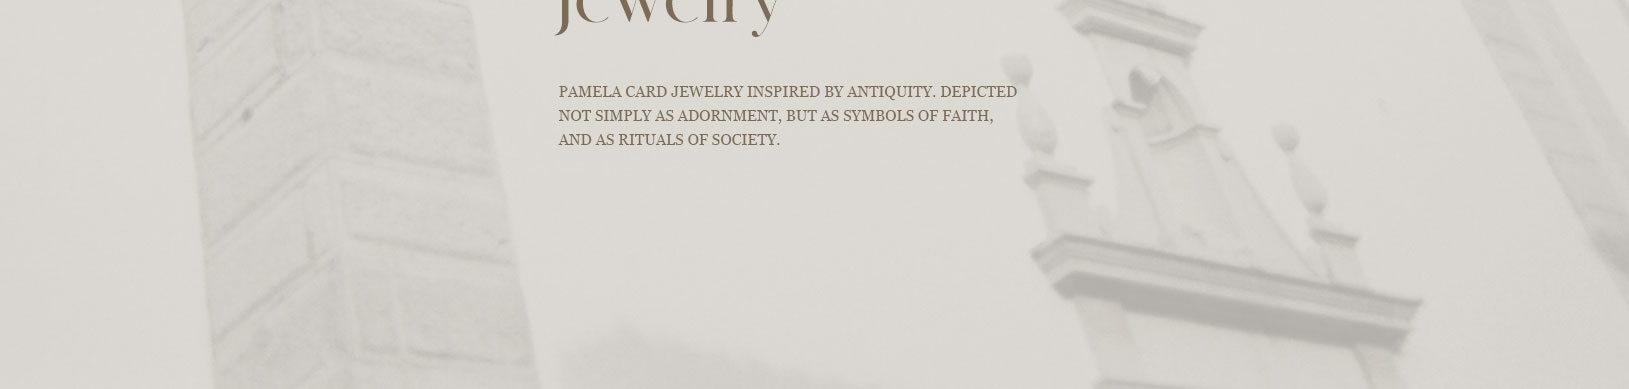 Jewelry
PAMELA CARD JEWELRY INSPIRED BY ANTIQUITY. DEPICTED
NOT SIMPLY AS ADORNMENT, BUT AS SYMBOLS OF FAITH,
AND AS RITUALS OF SOCIETY.